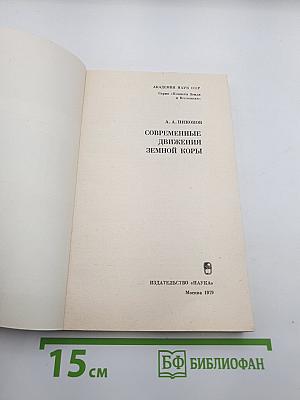 АКАДЕМИЯ НАУК СССР
Серия «Планета Земля
и Вселенная»
А. А. НИКОНОВ
СОВРЕМЕННЫЕ
ДВИЖЕНИЯ
ЗЕМНОЙ КОРЫ
ИЗДАТЕЛЬСТВО «НАУКА»
Москва 1979
15 см
БФ БИБЛИОФАН